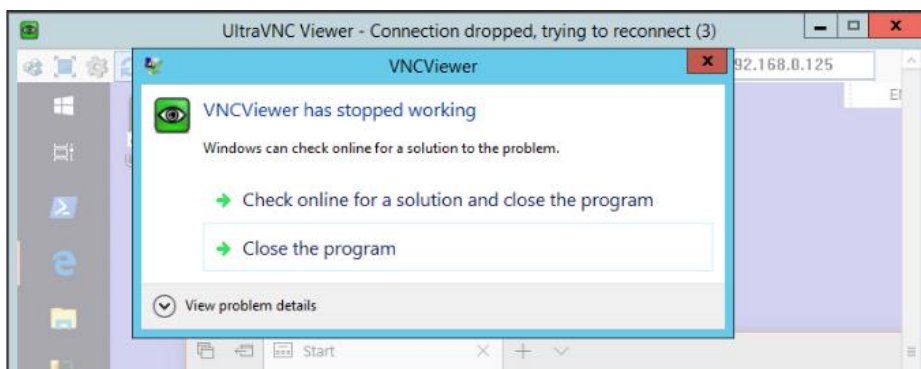 UltraVNC Viewer - Connection dropped, trying to reconnect (3)
VNCViewer
92.168.0.125
VNCViewer has stopped working
Windows can check online for a solution to the problem.
Check online for a solution and close the program
Close the program
View problem details
Start